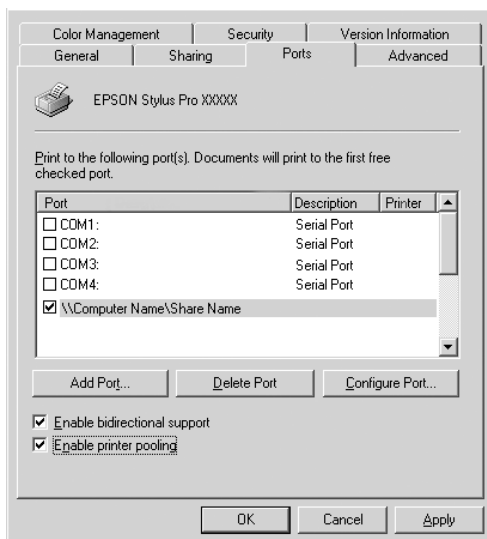 Color Management Security Version Information
General Sharing Ports Advanced
EPSON Stylus Pro XXXXX
Print to the following port(s). Documents will print to the first free
checked port.
Port Description Printer
COM1: Serial Port
COM2: Serial Port
COM3: Serial Port
COM4: Serial Port
\\Computer Name\Share Name
Add Port... Delete Port Configure Port...
Enable bidirectional support
Enable printer pooling
OK Cancel Apply